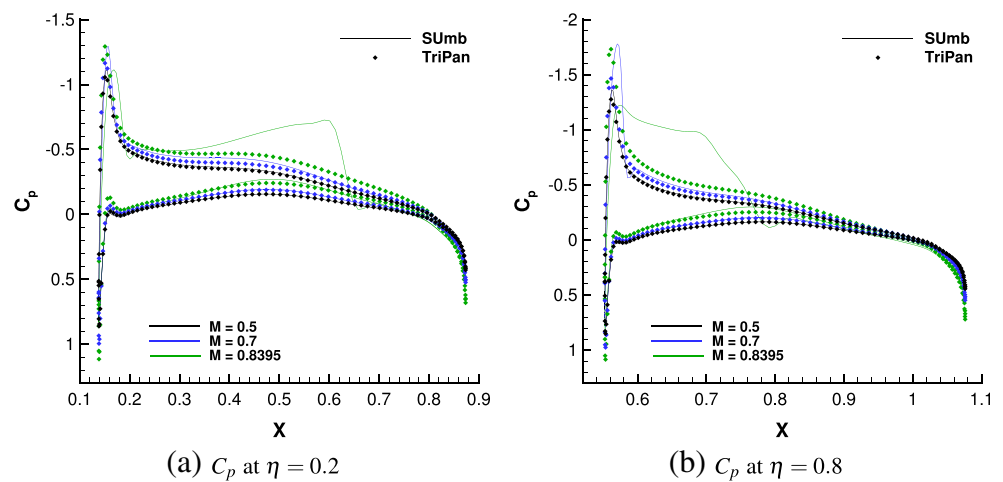 -1.5
-1
-0.5
0
0.5
1
C_p
0.1 0.2 0.3 0.4 0.5 0.6 0.7 0.8 0.9
X
SUmb
TriPan
M = 0.5
M = 0.7
M = 0.8395
(a) C_p at η = 0.2
-2
-1.5
-1
-0.5
0
0.5
1
C_p
0.6 0.7 0.8 0.9 1 1.1
X
SUmb
TriPan
M = 0.5
M = 0.7
M = 0.8395
(b) C_p at η = 0.8